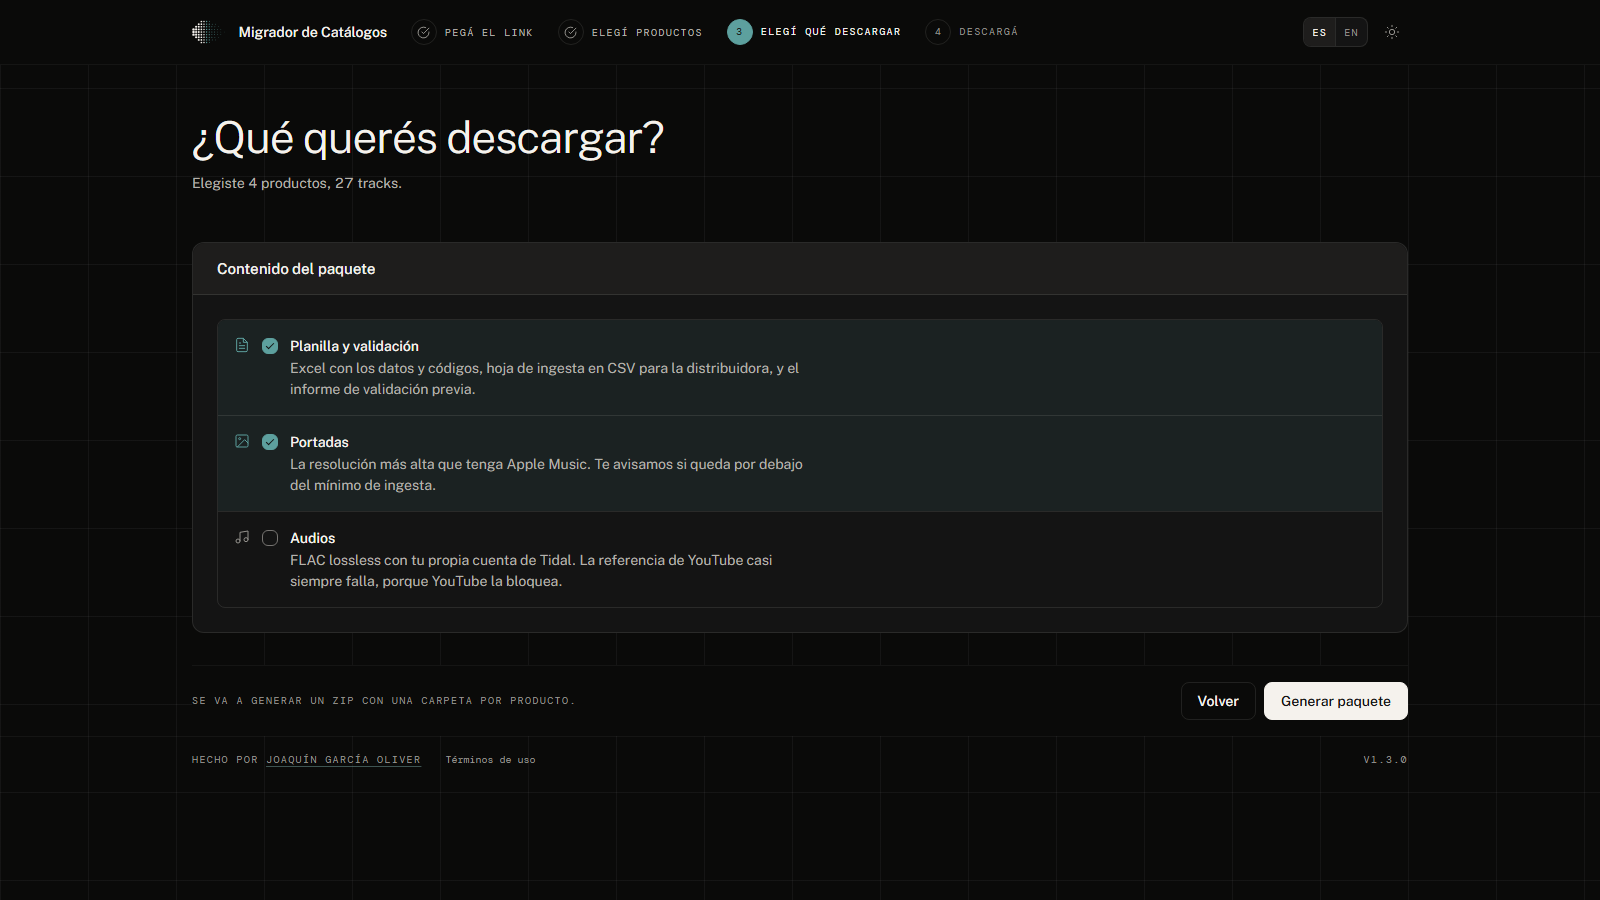 Migrador de Catálogos
PEGÁ EL LINK
ELEGÍ PRODUCTOS
3 ELEGÍ QUÉ DESCARGAR
4 DESCARGÁ
ES EN
¿Qué querés descargar?
Elegiste 4 productos, 27 tracks.
Contenido del paquete
Planilla y validación
Excel con los datos y códigos, hoja de ingesta en CSV para la distribuidora, y el
informe de validación previa.
Portadas
La resolución más alta que tenga Apple Music. Te avisamos si queda por debajo
del mínimo de ingesta.
Audios
FLAC lossless con tu propia cuenta de Tidal. La referencia de YouTube casi
siempre falla, porque YouTube la bloquea.
SE VA A GENERAR UN ZIP CON UNA CARPETA POR PRODUCTO.
Volver
Generar paquete
HECHO POR JOAQUÍN GARCÍA OLIVER
Términos de uso
V1.3.0